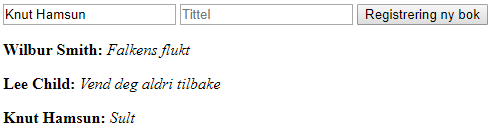 Knut Hamsun Tittel Registrering ny bok
Wilbur Smith: Falkens flukt
Lee Child: Vend deg aldri tilbake
Knut Hamsun: Sult